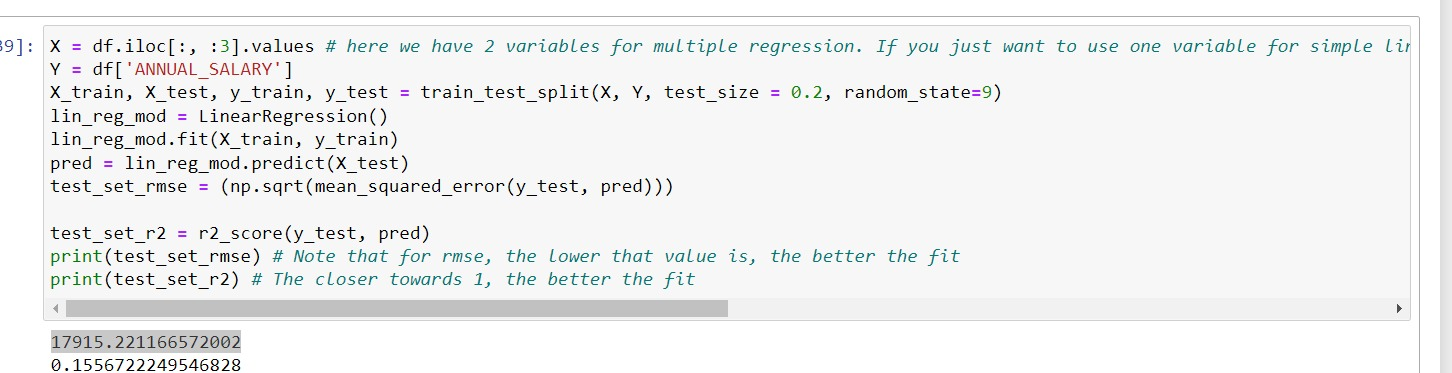 39]: X = df.iloc[:, :3].values # here we have 2 variables for multiple regression. If you just want to use one variable for simple lir
Y = df['ANNUAL_SALARY']
X_train, X_test, y_train, y_test = train_test_split(X, Y, test_size = 0.2, random_state=9)
lin_reg_mod = LinearRegression()
lin_reg_mod.fit(X_train, y_train)
pred = lin_reg_mod.predict(X_test)
test_set_rmse = (np.sqrt(mean_squared_error(y_test, pred)))
test_set_r2 = r2_score(y_test, pred)
print(test_set_rmse) # Note that for rmse, the lower that value is, the better the fit
print(test_set_r2) # The closer towards 1, the better the fit
17915.221166572002
0.1556722249546828